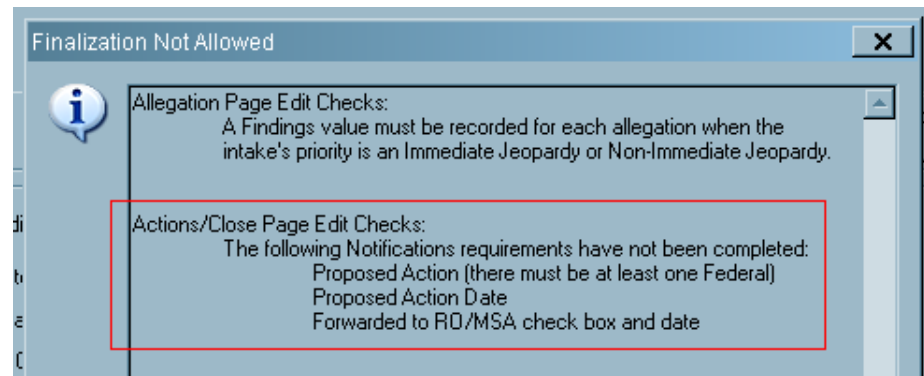 Finalization Not Allowed
Allegation Page Edit Checks:
A Findings value must be recorded for each allegation when the
intake's priority is an Immediate Jeopardy or Non-Immediate Jeopardy.
Actions/Close Page Edit Checks:
The following Notifications requirements have not been completed:
Proposed Action (there must be at least one Federal)
Proposed Action Date
Forwarded to RO/MSA check box and date